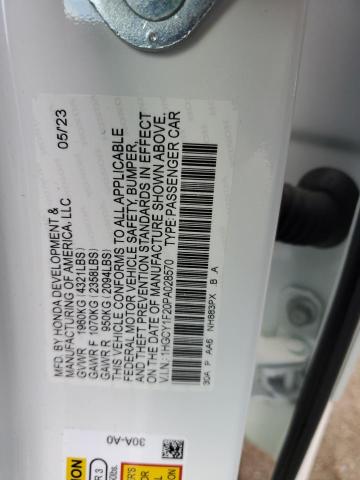 MFD. BY HONDA DEVELOPMENT & 05/23
MANUFACTURING OF AMERICA, LLC
GVWR 1960KG (4321LBS)
GAWR F 1070KG (2358LBS)
GAWR R 950KG (2094LBS)
THIS VEHICLE CONFORMS TO ALL APPLICABLE
FEDERAL MOTOR VEHICLE SAFETY, BUMPER,
AND THEFT PREVENTION STANDARDS IN EFFECT
ON THE DATE OF MANUFACTURE SHOWN ABOVE.
V.I.N.: 1HGCY1F20PA028570 TYPE: PASSENGER CAR
30A P AA6 NH883PX B A
30A-A0